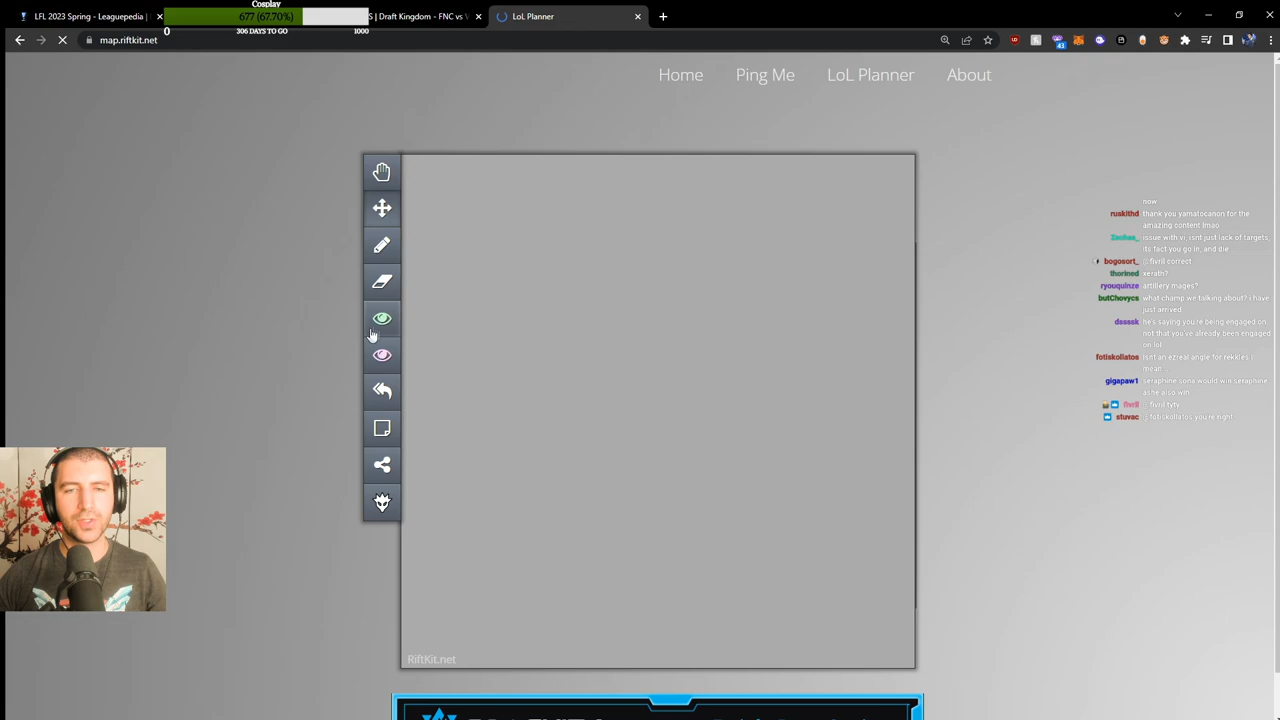 Cosplay
LFL 2023 Spring - Leaguepedia |
677 (67.70%)
S | Draft Kingdom - FNC vs
LoL Planner
0
306 DAYS TO GO
1000
map.riftkit.net
43
Home
Ping Me
LoL Planner
About
now
ruskithd thank you yamatocanon for the
amazing content lmao
issue with vi, isnt just lack of targets,
its fact you go in, and die
bogosort_ @fivril correct
thorined xerath?
ryouquinze artillery mages?
butChovycs what champ we talking about? i have
just arrived
dssssk he's saying you're being engaged on,
not that you've already been engaged
on lol
fotiskollatos isnt an ezreal angle for rekkles i
mean..
gigapaw1 seraphine sona would win seraphine
ashe also win
fivril @fivril tyty
stuvac @fotiskollatos you're right
RiftKit.net